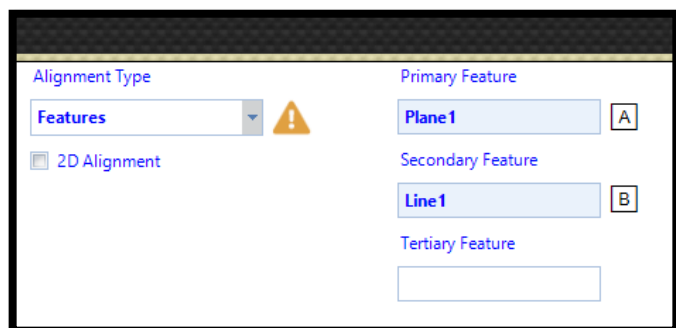 Alignment Type
Features
2D Alignment
Primary Feature
Plane1
A
Secondary Feature
Line1
B
Tertiary Feature